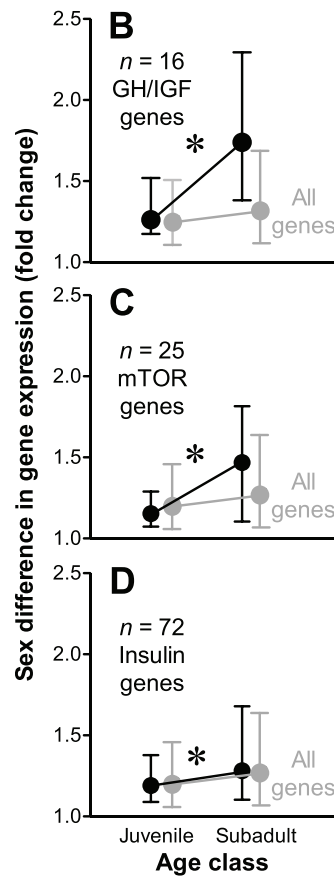 Sex difference in gene expression (fold change)
B
n = 16
GH/IGF
genes
*
All
genes
2.5
2.0
1.5
1.0
C
n = 25
mTOR
genes
*
All
genes
2.5
2.0
1.5
1.0
D
n = 72
Insulin
genes
*
All
genes
2.5
2.0
1.5
1.0
Juvenile Subadult
Age class